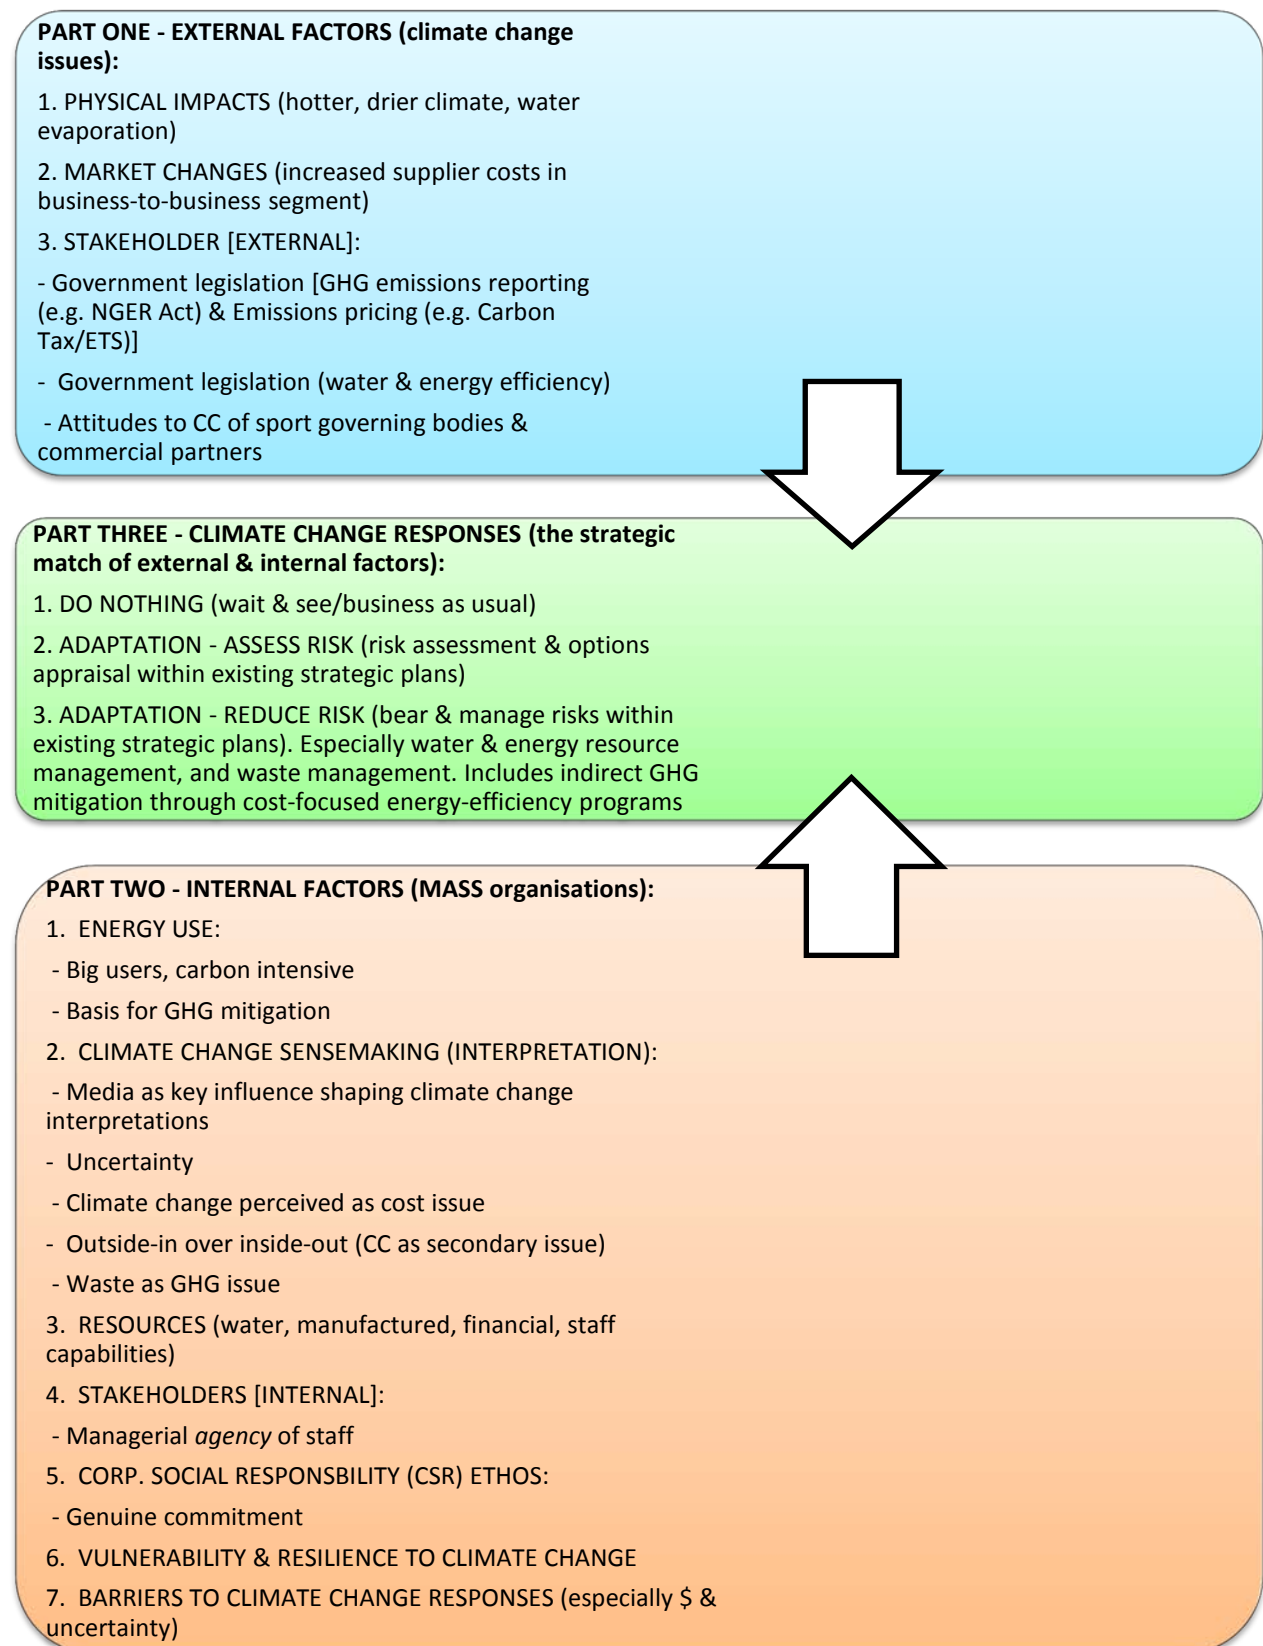 PART ONE - EXTERNAL FACTORS (climate change
issues):
1. PHYSICAL IMPACTS (hotter, drier climate, water
evaporation)
2. MARKET CHANGES (increased supplier costs in
business-to-business segment)
3. STAKEHOLDER [EXTERNAL]:
- Government legislation [GHG emissions reporting
(e.g. NGER Act) & Emissions pricing (e.g. Carbon
Tax/ETS)]
- Government legislation (water & energy efficiency)
- Attitudes to CC of sport governing bodies &
commercial partners
PART THREE - CLIMATE CHANGE RESPONSES (the strategic
match of external & internal factors):
1. DO NOTHING (wait & see/business as usual)
2. ADAPTATION - ASSESS RISK (risk assessment & options
appraisal within existing strategic plans)
3. ADAPTATION - REDUCE RISK (bear & manage risks within
existing strategic plans). Especially water & energy resource
management, and waste management. Includes indirect GHG
mitigation through cost-focused energy-efficiency programs
PART TWO - INTERNAL FACTORS (MASS organisations):
1. ENERGY USE:
- Big users, carbon intensive
- Basis for GHG mitigation
2. CLIMATE CHANGE SENSEMAKING (INTERPRETATION):
- Media as key influence shaping climate change
interpretations
- Uncertainty
- Climate change perceived as cost issue
- Outside-in over inside-out (CC as secondary issue)
- Waste as GHG issue
3. RESOURCES (water, manufactured, financial, staff
capabilities)
4. STAKEHOLDERS [INTERNAL]:
- Managerial agency of staff
5. CORP. SOCIAL RESPONSBILITY (CSR) ETHOS:
- Genuine commitment
6. VULNERABILITY & RESILIENCE TO CLIMATE CHANGE
7. BARRIERS TO CLIMATE CHANGE RESPONSES (especially $ &
uncertainty)